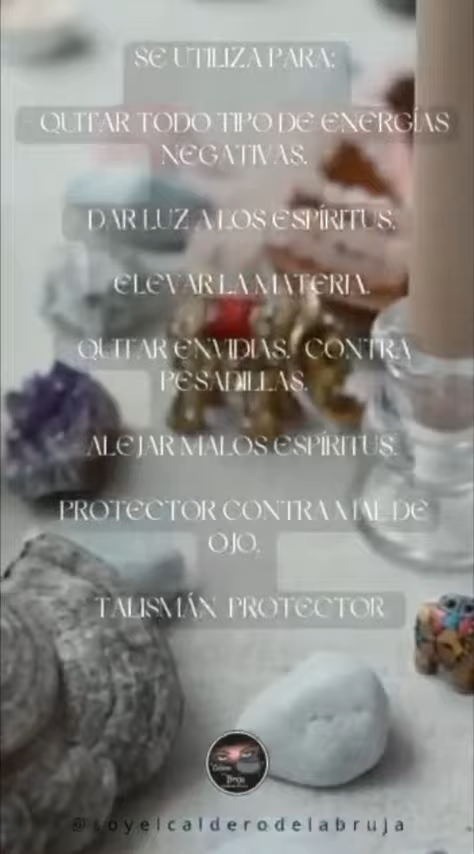 SE UTILIZA PARA:
- QUITAR TODO TIPO DE ENERGÍAS
NEGATIVAS.
DAR LUZ A LOS ESPÍRITUS.
ELEVAR LA MATERIA.
QUITAR ENVIDIAS. CONTRA
PESADILLAS.
ALEJAR MALOS ESPÍRITUS.
PROTECTOR CONTRA MAL DE
OJO.
TALISMÁN PROTECTOR
@soyelcalderodelabruja